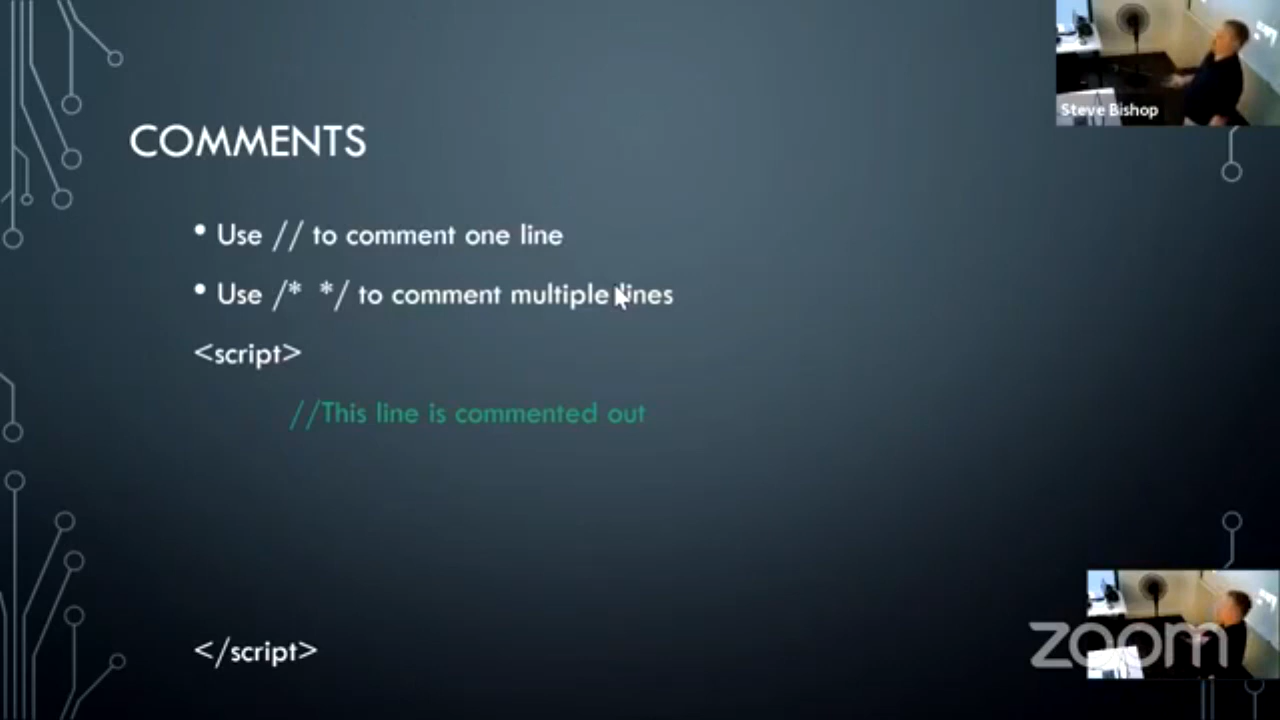 Steve Bishop
COMMENTS
• Use // to comment one line
• Use /* */ to comment multiple lines
<script>
//This line is commented out
</script>
zoom